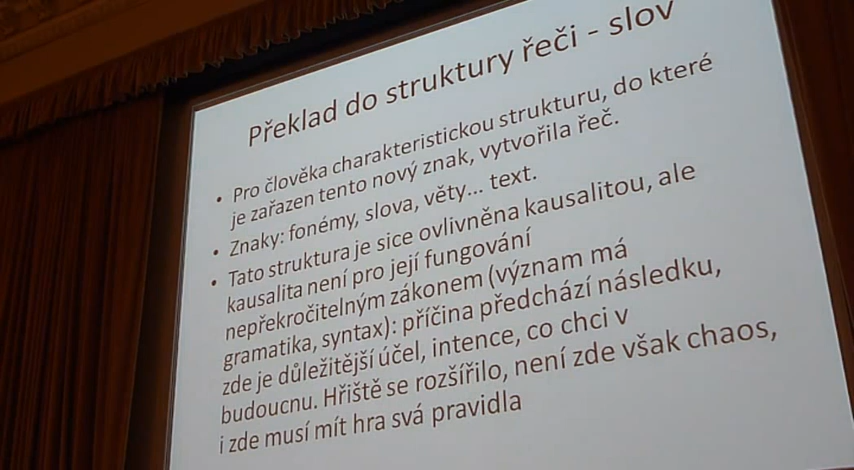 Překlad do struktury řeči - slov
• Pro člověka charakteristickou strukturu, do které
je zařazen tento nový znak, vytvořila řeč.
• Znaky: fonémy, slova, věty... text.
• Tato struktura je sice ovlivněna kausalitou, ale
kausalita není pro její fungování
nepřekročitelným zákonem (význam má
gramatika, syntax): příčina předchází následku,
zde je důležitější účel, intence, co chci v
budoucnu. Hřiště se rozšířilo, není zde však chaos,
i zde musí mít hra svá pravidla